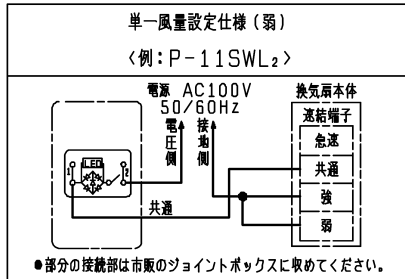 単一風量設定仕様（弱）
〈例：P-11SWL₂〉
電源 AC100V
50/60Hz
電圧側
接地側
換気扇本体
速結端子
急速
共通
強
弱
LED
1
2
共通
●部分の接続部は市販のジョイントボックスに収めてください。